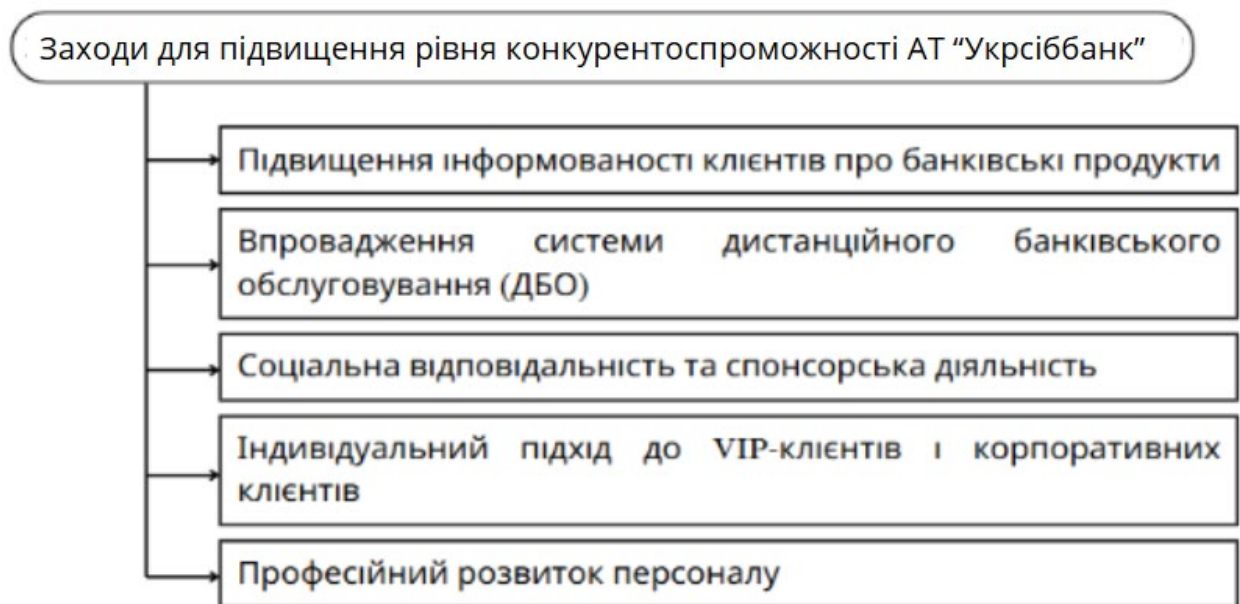 Заходи для підвищення рівня конкурентоспроможності АТ “Укрсіббанк”
Підвищення інформованості клієнтів про банківські продукти
Впровадження системи дистанційного банківського
обслуговування (ДБО)
Соціальна відповідальність та спонсорська діяльність
Індивідуальний підхід до VIP-клієнтів і корпоративних
клієнтів
Професійний розвиток персоналу